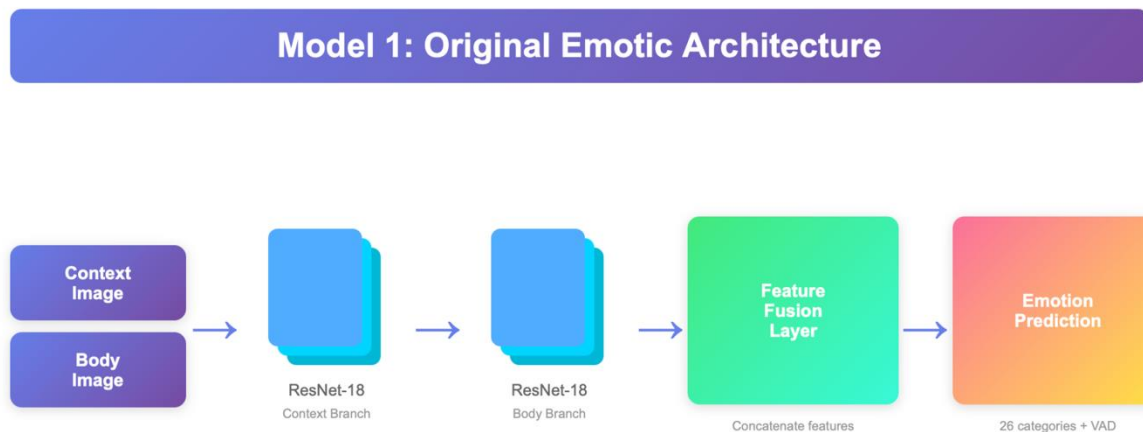 Model 1: Original Emotic Architecture
Context
Image
Body
Image
ResNet-18
Context Branch
ResNet-18
Body Branch
Feature
Fusion
Layer
Concatenate features
Emotion
Prediction
26 categories + VAD